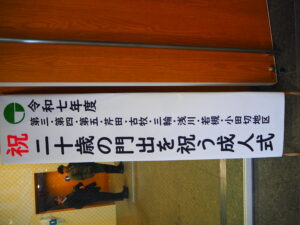 令和七年度
第三・第四・第五・芹田・古牧・三輪・浅川・若槻・小田切地区
祝 二十歳の門出を祝う成人式